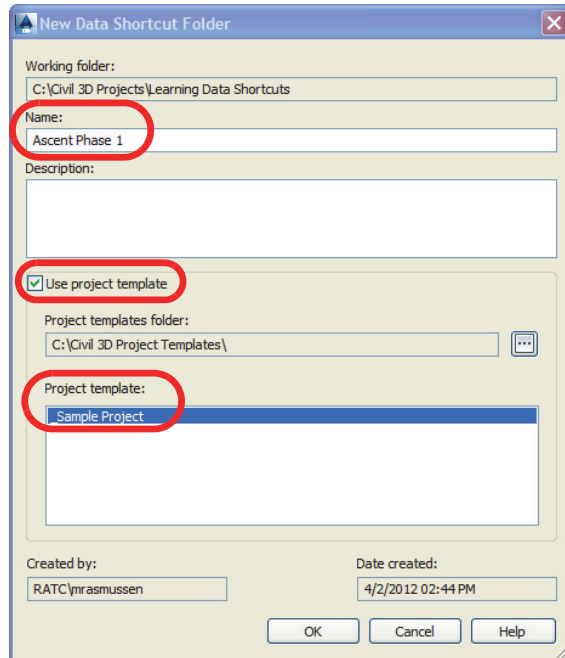 New Data Shortcut Folder
Working folder:
C:\Civil 3D Projects\Learning Data Shortcuts
Name:
Ascent Phase 1
Description:
Use project template
Project templates folder:
C:\Civil 3D Project Templates\
...
Project template:
_Sample Project
Created by:
Date created:
RATC\mrasmussen
4/2/2012 02:44 PM
OK
Cancel
Help